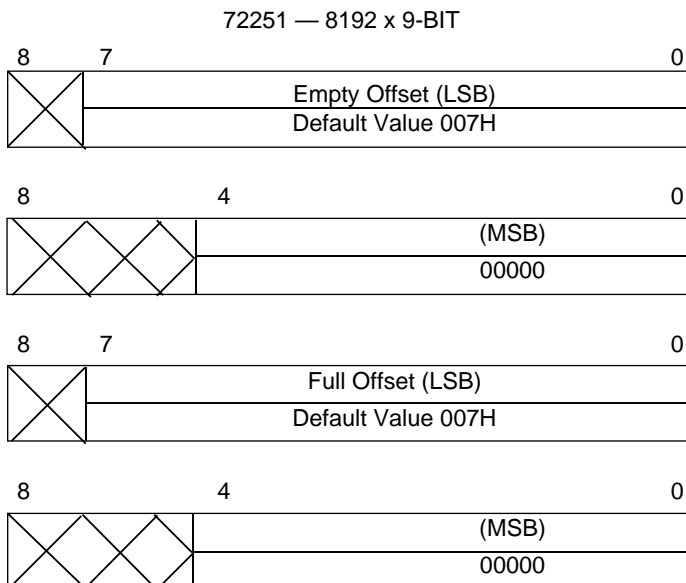 72251 — 8192 x 9-BIT
8 7 0
Empty Offset (LSB)
Default Value 007H
8 4 0
(MSB)
00000
8 7 0
Full Offset (LSB)
Default Value 007H
8 4 0
(MSB)
00000